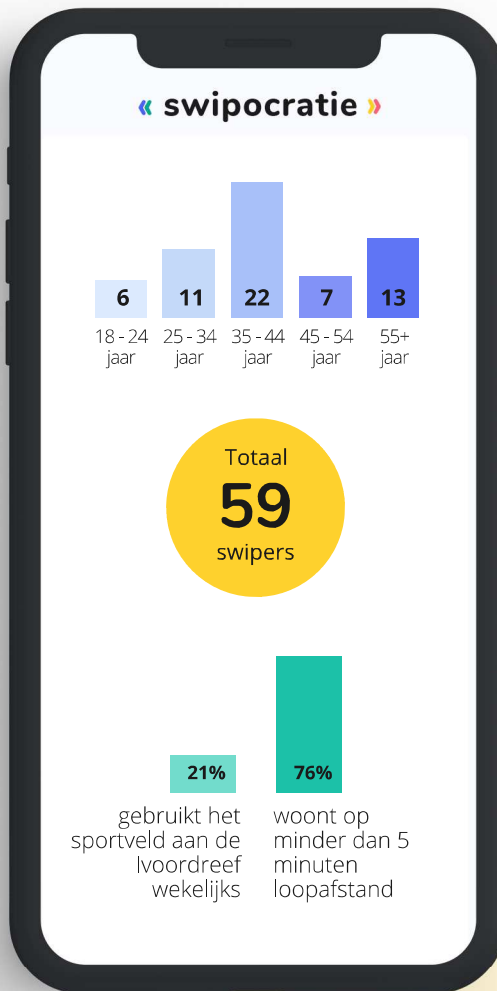 « swipocratie »
6 11 22 7 13
18 - 24 25 - 34 35 - 44 45 - 54 55+
jaar jaar jaar jaar jaar
Totaal
59
swipers
21% 76%
gebruikt het
sportveld aan de
Ivoordreef
wekelijks
woont op
minder dan 5
minuten
loopafstand